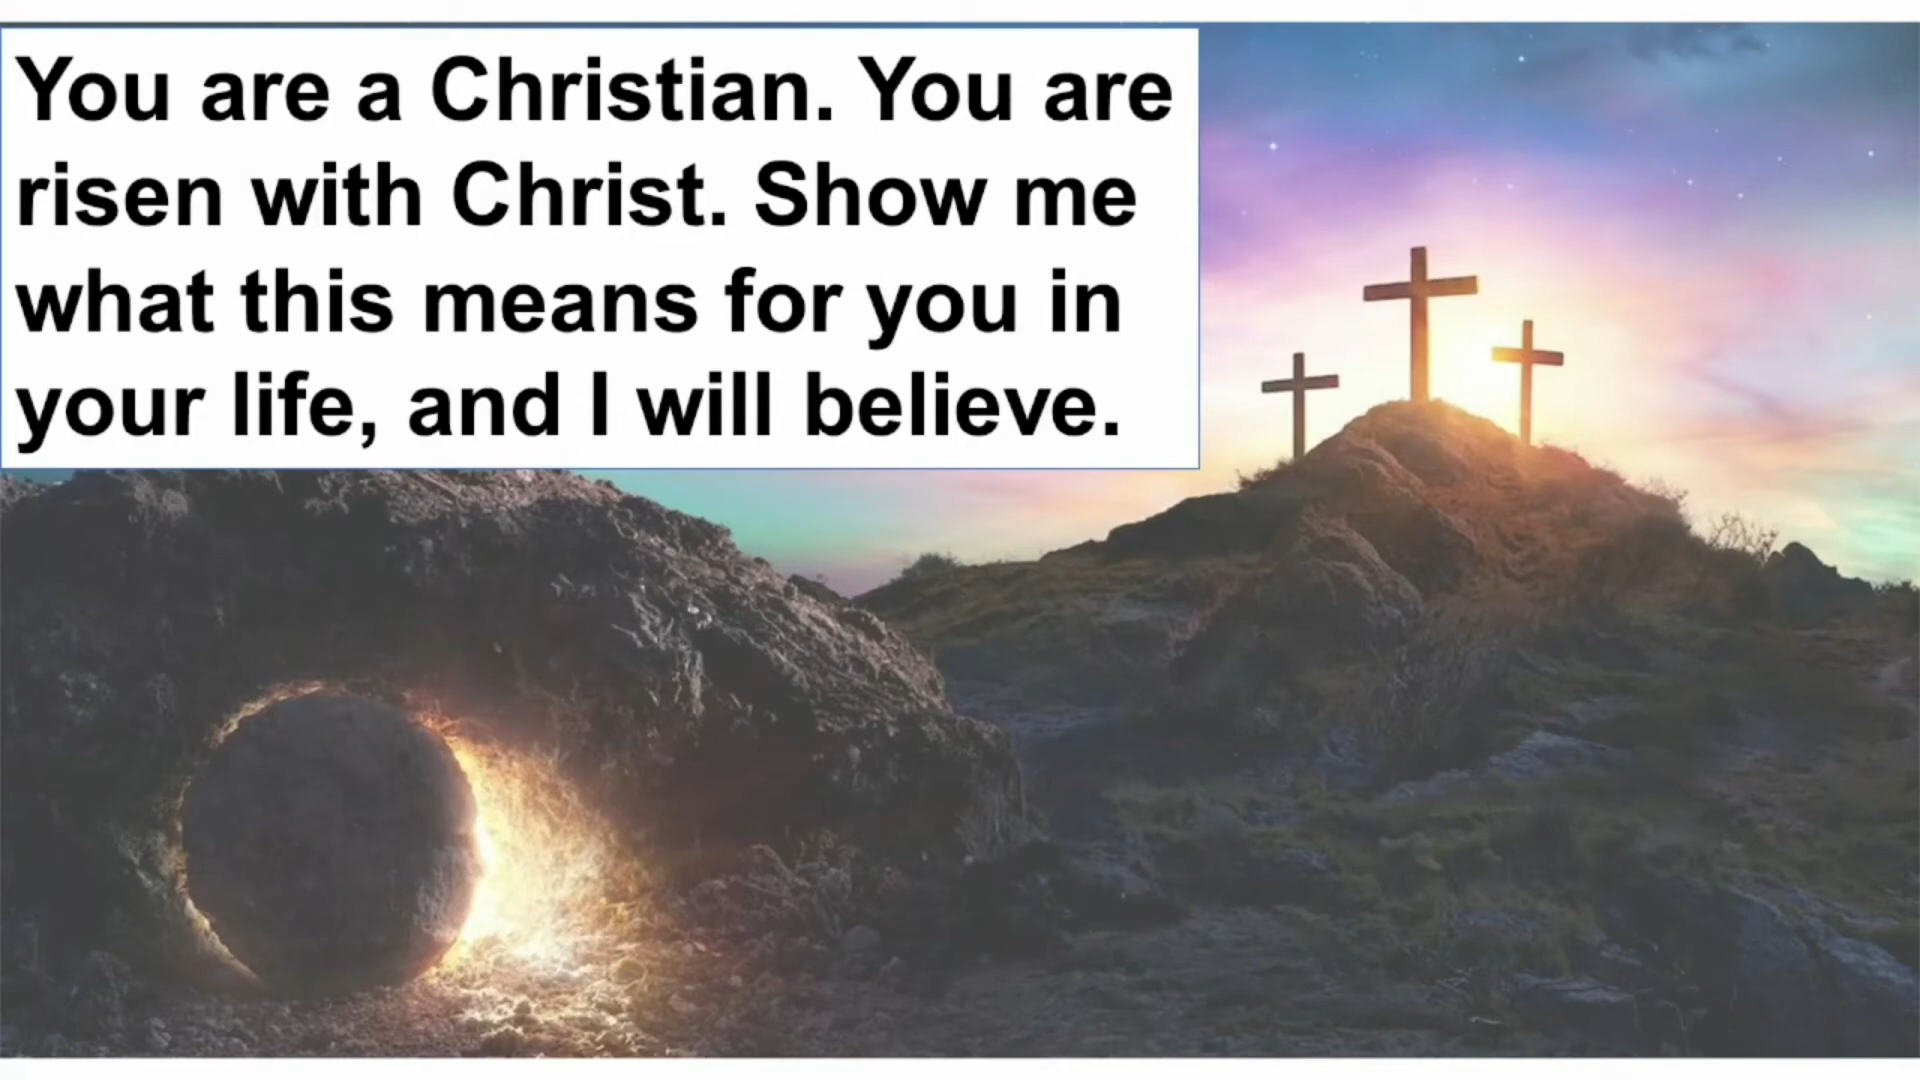 You are a Christian. You are
risen with Christ. Show me
what this means for you in
your life, and I will believe.